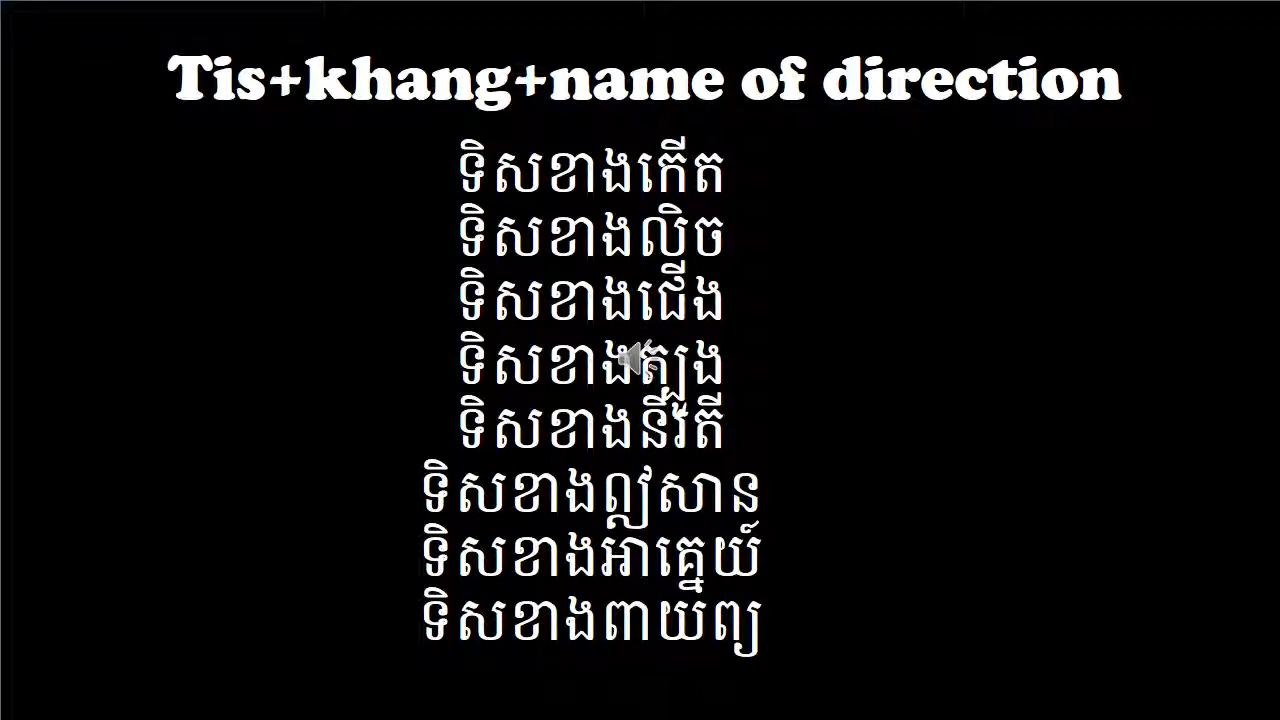 Tis+khang+name of direction
ទិសខាងកើត
ទិសខាងលិច
ទិសខាងជើង
ទិសខាងត្បូង
ទិសខាងនិរតី
ទិសខាងឦសាន
ទិសខាងអាគ្នេយ៍
ទិសខាងពាយព្យ